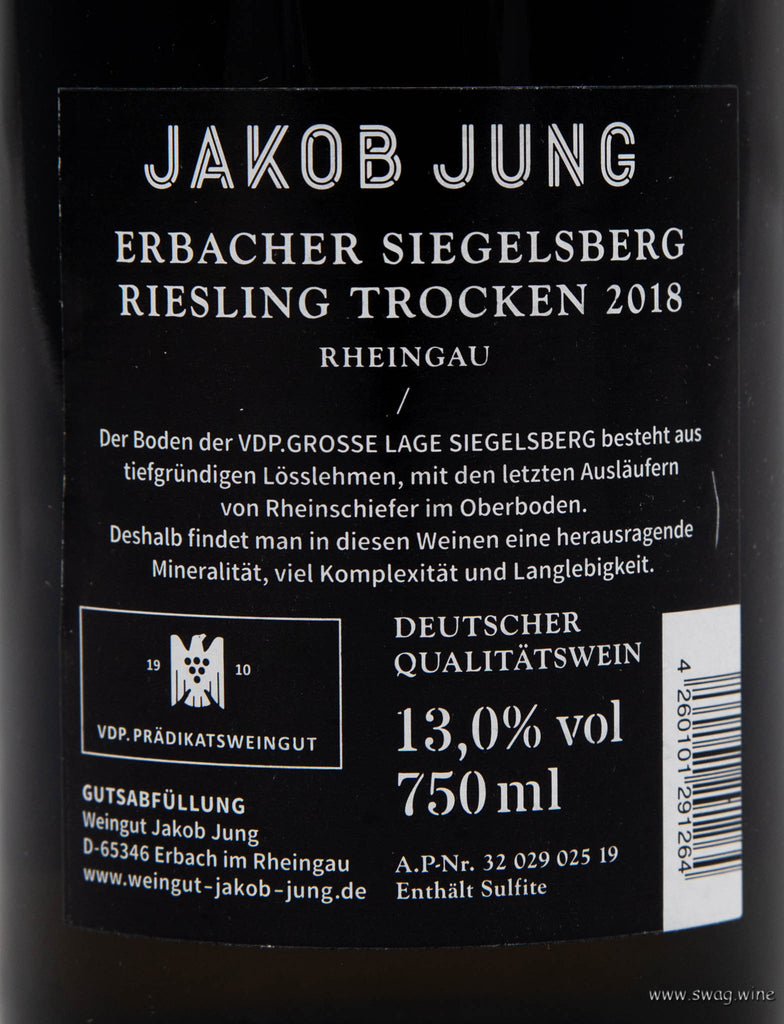 JAKOB JUNG
ERBACHER SIEGELSBERG
RIESLING TROCKEN 2018
RHEINGAU
/
Der Boden der VDP.GROSSE LAGE SIEGELSBERG besteht aus
tiefgründigen Lösslehmen, mit den letzten Ausläufern
von Rheinschiefer im Oberboden.
Deshalb findet man in diesen Weinen eine herausragende
Mineralität, viel Komplexität und Langlebigkeit.
19 10
VDP.PRÄDIKATSWEINGUT
GUTSABFÜLLUNG
Weingut Jakob Jung
D-65346 Erbach im Rheingau
www.weingut-jakob-jung.de
DEUTSCHER
QUALITÄTSWEIN
13,0% vol
750 ml
A.P-Nr. 32 029 025 19
Enthält Sulfite
4 260101 291264
www.swag.wine